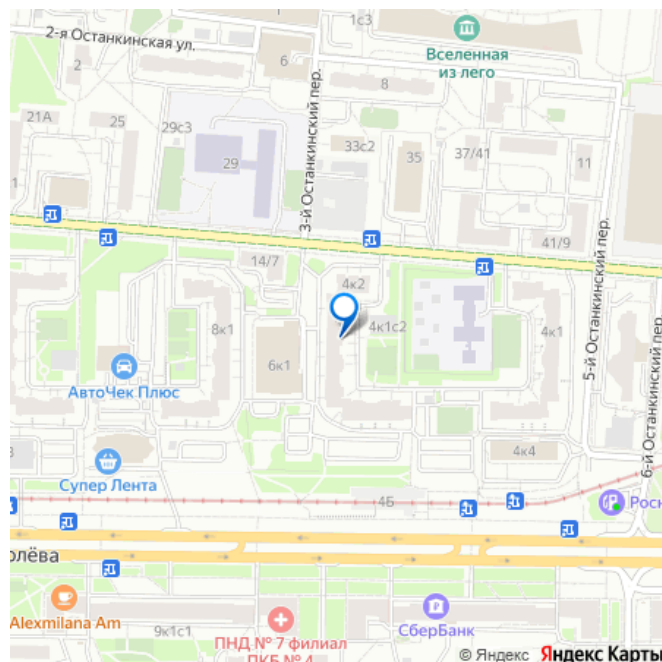 1с3
2-я Останкинская ул.
Вселенная
из лего
2
6
8
3-й Останкинский пер.
21А
25
29с3
29
33с2
35
37/41
11
1
41/9
5-й Останкинский пер.
14/7
4к2
8к1
4к1с2
4к1
6к1
АвтоЧек Плюс
6-й Останкинский пер.
3
4к4
Супер Лента
4Б
Росн
олёва
Alexmilana Am
9к1с1
ПНД № 7 филиал
ПКБ № 4
СберБанк
© Яндекс Яндекс Карты